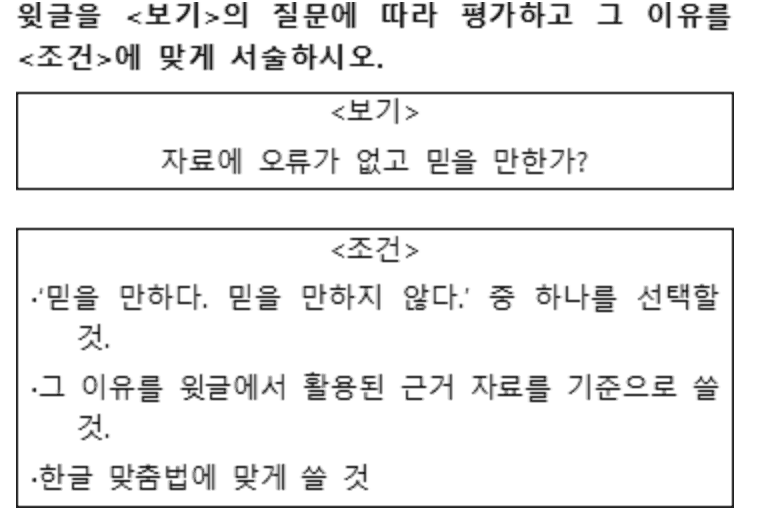 윗글을 <보기>의 질문에 따라 평가하고 그 이유를
<조건>에 맞게 서술하시오.
<보기>
자료에 오류가 없고 믿을 만한가?
<조건>
·‘믿을 만하다. 믿을 만하지 않다.’ 중 하나를 선택할
것.
·그 이유를 윗글에서 활용된 근거 자료를 기준으로 쓸
것.
·한글 맞춤법에 맞게 쓸 것